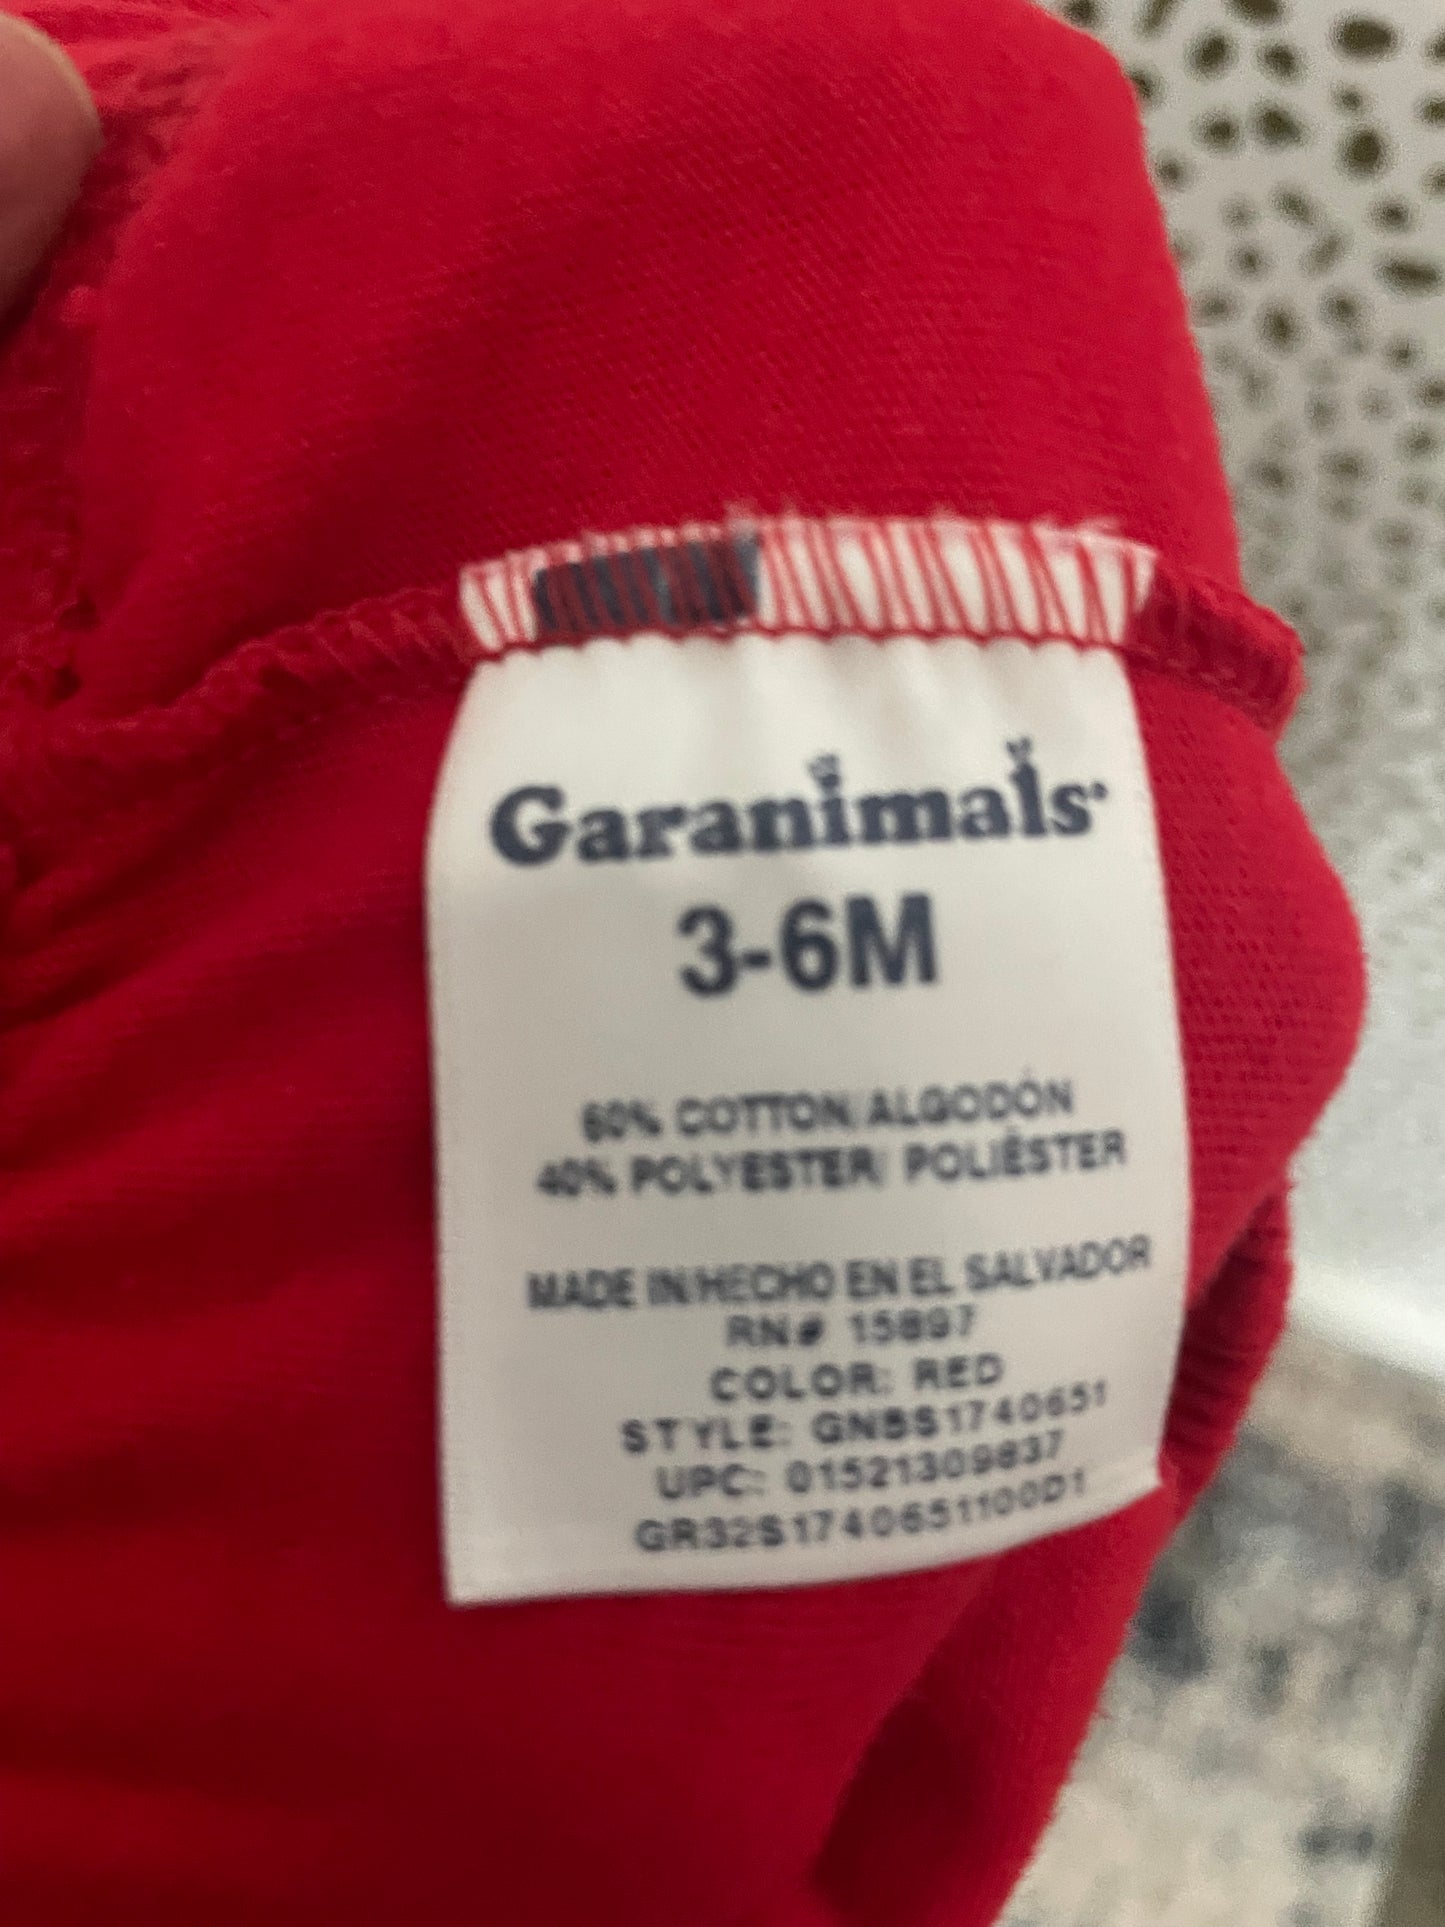 Garanimals
3-6M
60% COTTON/ALGODÓN
40% POLYESTER/ POLIÉSTER
MADE IN/HECHO EN EL SALVADOR
RN# 15897
COLOR: RED
STYLE: GNBS1740651
UPC: 01521309837
GR32S1740651100D1